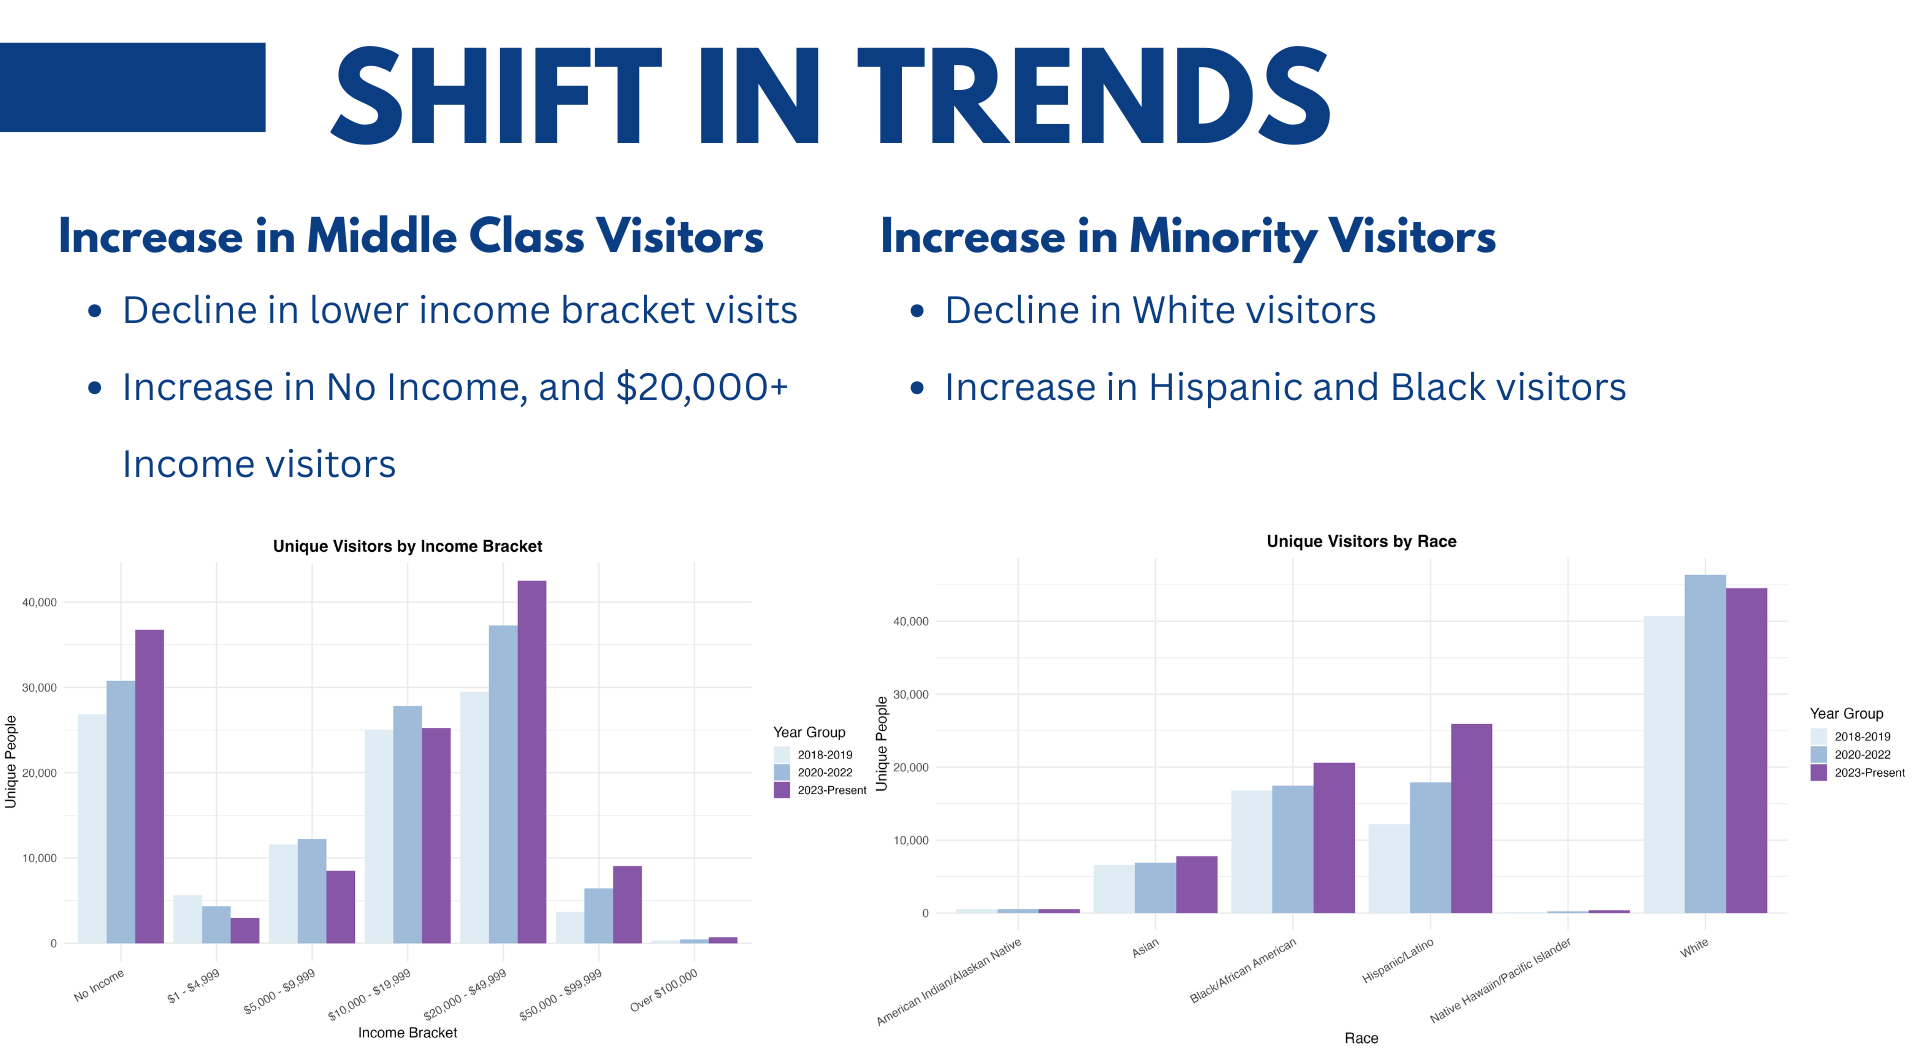 SHIFT IN TRENDS
Increase in Middle Class Visitors
• Decline in lower income bracket visits
• Increase in No Income, and $20,000+
Income visitors
Increase in Minority Visitors
• Decline in White visitors
• Increase in Hispanic and Black visitors
Unique Visitors by Income Bracket
Unique People
40,000
30,000
20,000
10,000
0
No Income
$1 - $4,999
$5,000 - $9,999
$10,000 - $19,999
$20,000 - $49,999
$50,000 - $99,999
Over $100,000
Income Bracket
Year Group
2018-2019
2020-2022
2023-Present
Unique Visitors by Race
Unique People
40,000
30,000
20,000
10,000
0
American Indian/Alaskan Native
Asian
Black/African American
Hispanic/Latino
Native Hawaiin/Pacific Islander
White
Race
Year Group
2018-2019
2020-2022
2023-Present